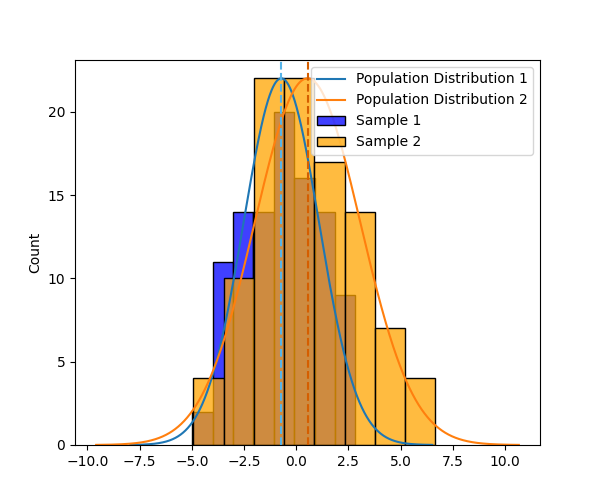 Population Distribution 1
Population Distribution 2
Sample 1
Sample 2
Count
20
15
10
5
0
−10.0 −7.5 −5.0 −2.5 0.0 2.5 5.0 7.5 10.0